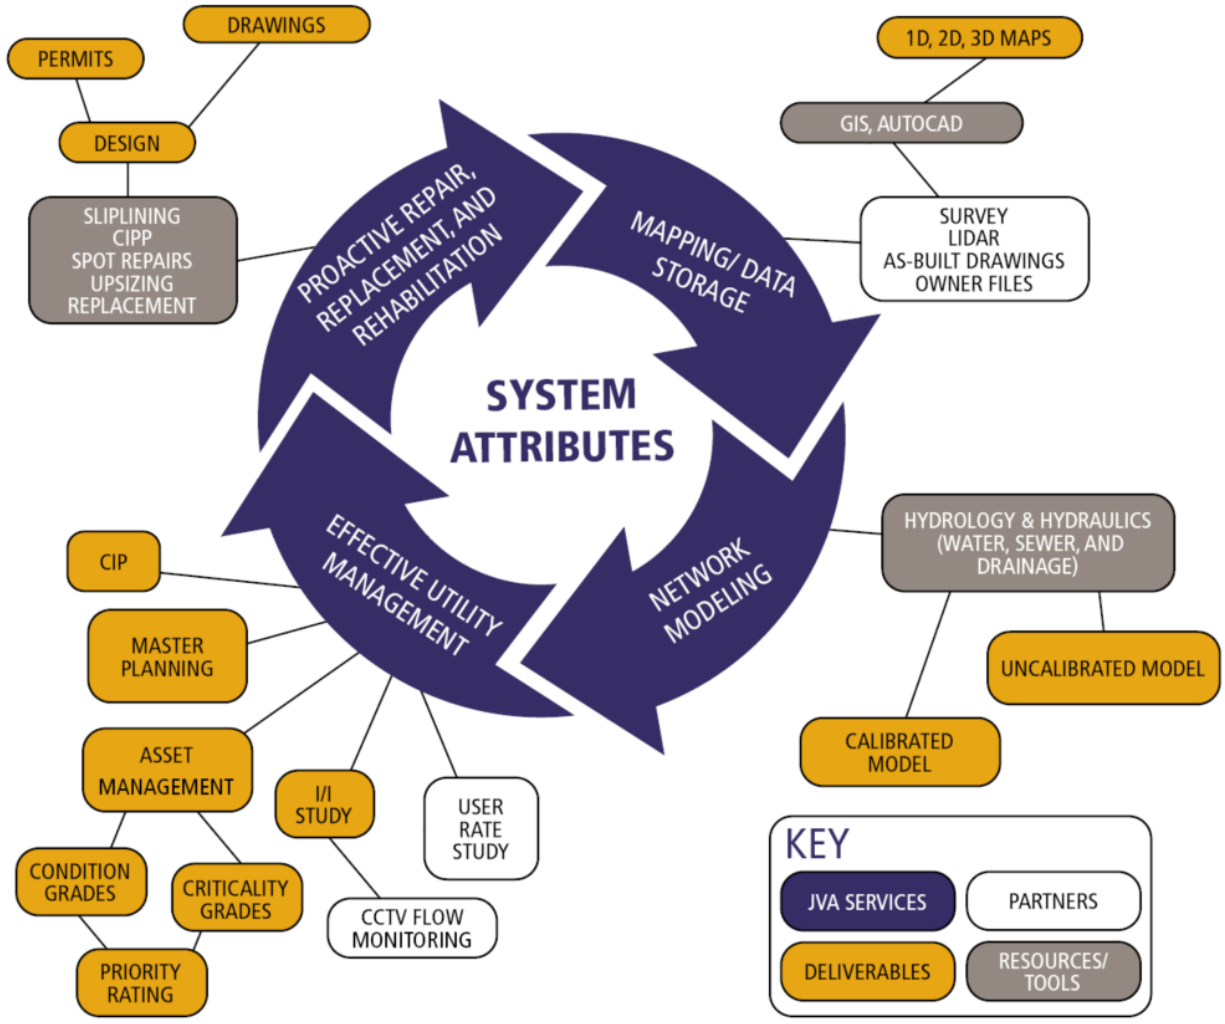 DRAWINGS
PERMITS
DESIGN
SLIPLINING
CIPP
SPOT REPAIRS
UPSIZING
REPLACEMENT
1D, 2D, 3D MAPS
GIS, AUTOCAD
SURVEY
LIDAR
AS-BUILT DRAWINGS
OWNER FILES
PROACTIVE REPAIR,
REPLACEMENT, AND
REHABILITATION
MAPPING/ DATA
STORAGE
SYSTEM
ATTRIBUTES
EFFECTIVE UTILITY
MANAGEMENT
NETWORK
MODELING
HYDROLOGY & HYDRAULICS
(WATER, SEWER, AND
DRAINAGE)
UNCALIBRATED MODEL
CALIBRATED
MODEL
CIP
MASTER
PLANNING
ASSET
MANAGEMENT
I/I
STUDY
USER
RATE
STUDY
CONDITION
GRADES
CRITICALITY
GRADES
CCTV FLOW
MONITORING
PRIORITY
RATING
KEY
JVA SERVICES
PARTNERS
DELIVERABLES
RESOURCES/
TOOLS